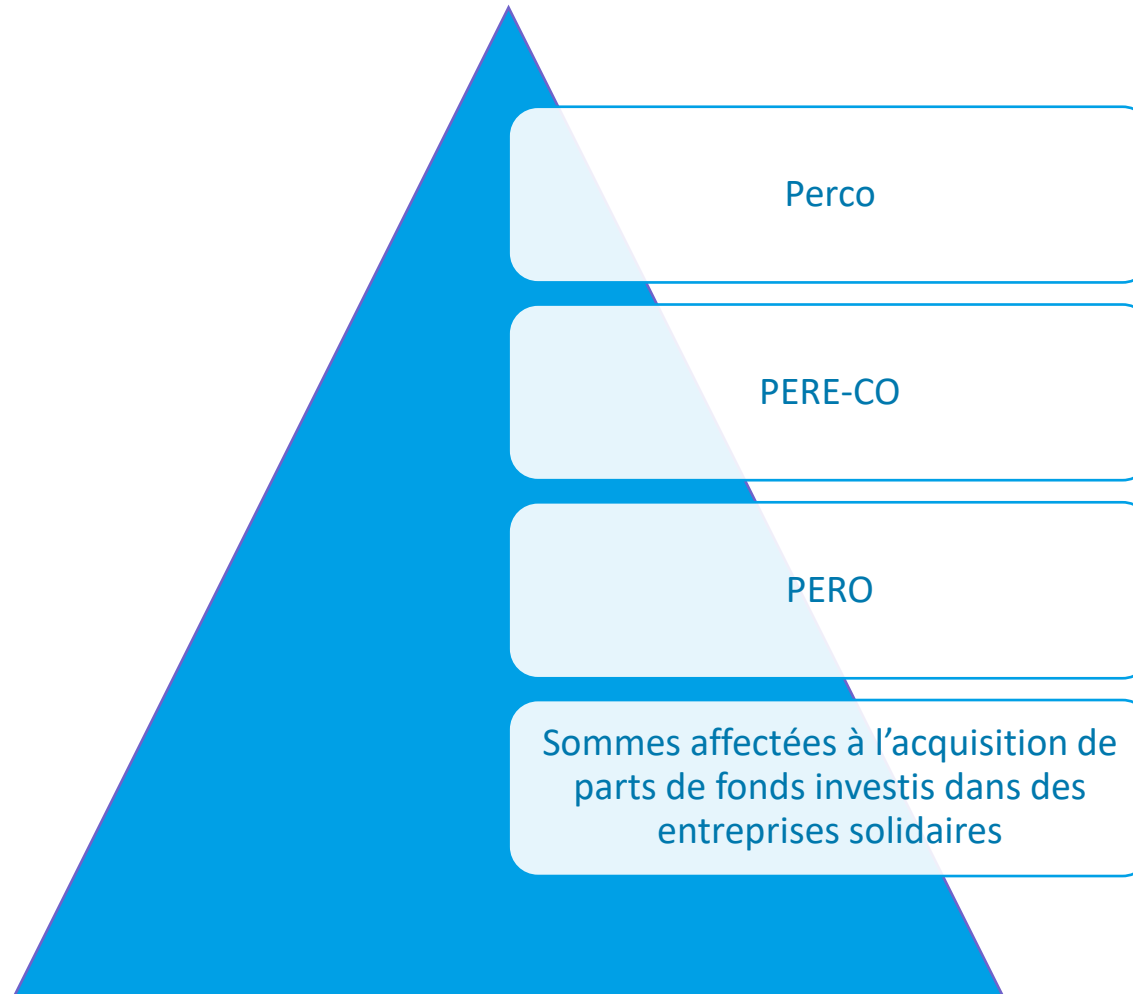 Perco
PERE-CO
PERO
Sommes affectées à l’acquisition de
parts de fonds investis dans des
entreprises solidaires